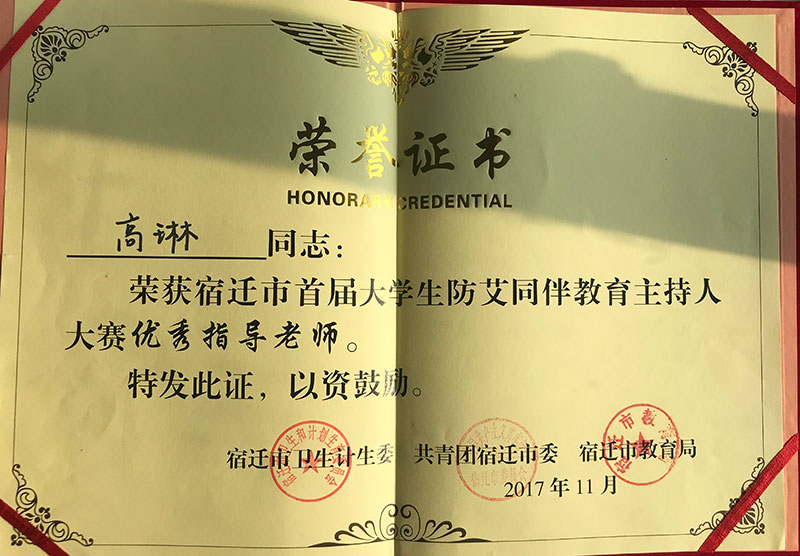 荣誉证书
HONORARY CREDENTIAL
高琳 同志：
荣获宿迁市首届大学生防艾同伴教育主持人
大赛优秀指导老师。
特发此证，以资鼓励。
宿迁市卫生计生委 共青团宿迁市委 宿迁市教育局
2017年11月